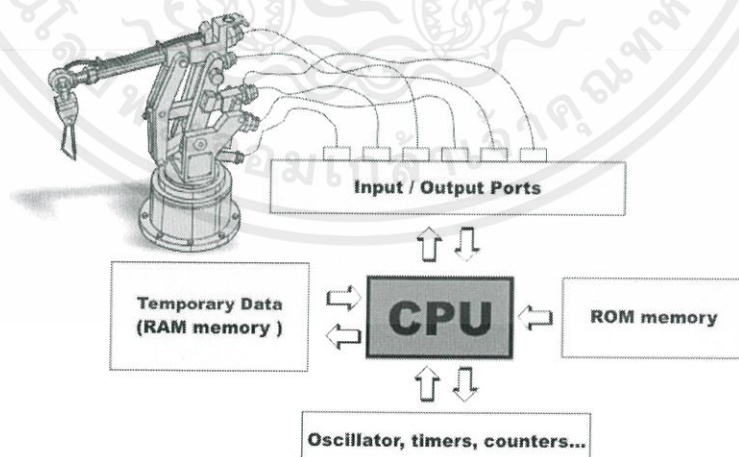 Input / Output Ports
Temporary Data
(RAM memory )
CPU
ROM memory
Oscillator, timers, counters...